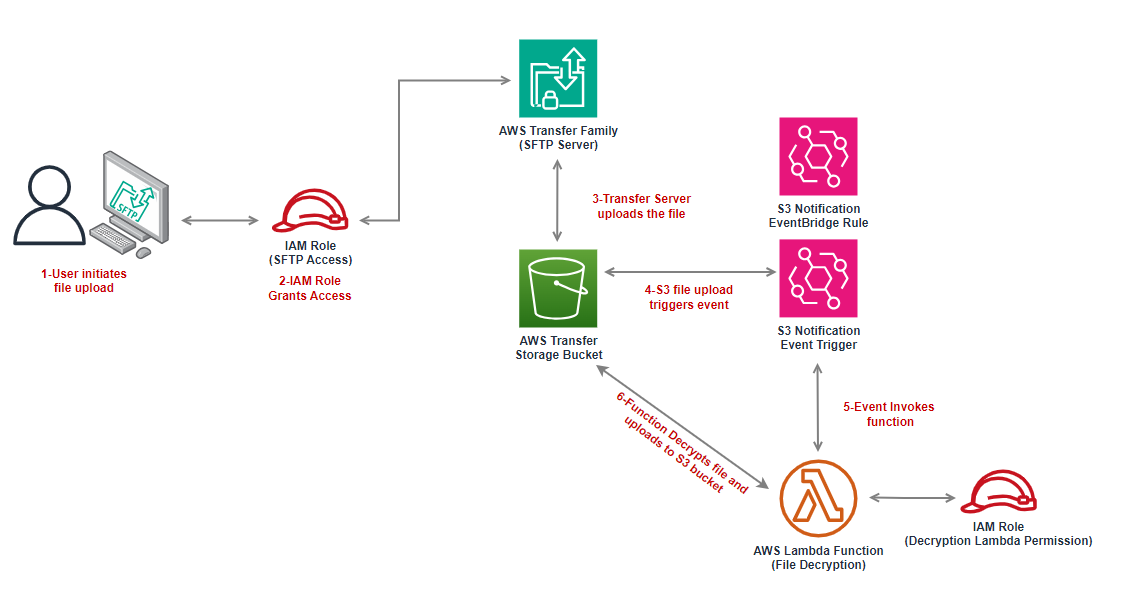 AWS Transfer Family
(SFTP Server)
S3 Notification
EventBridge Rule
SFTP
1-User initiates
file upload
IAM Role
(SFTP Access)
2-IAM Role
Grants Access
3-Transfer Server
uploads the file
AWS Transfer
Storage Bucket
4-S3 file upload
triggers event
S3 Notification
Event Trigger
5-Event Invokes
function
6-Function Decrypts file and
uploads to S3 bucket
AWS Lambda Function
(File Decryption)
IAM Role
(Decryption Lambda Permission)